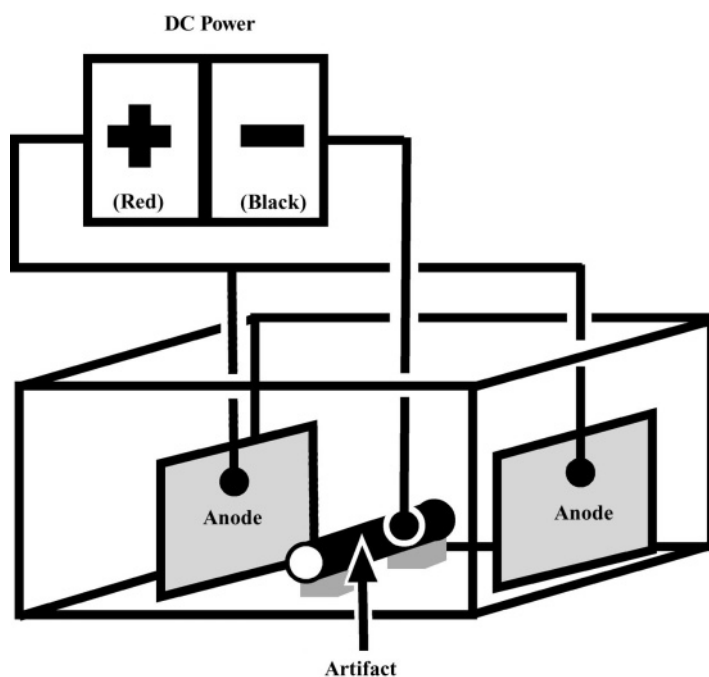 DC Power
+ −
(Red) (Black)
Anode
Anode
Artifact